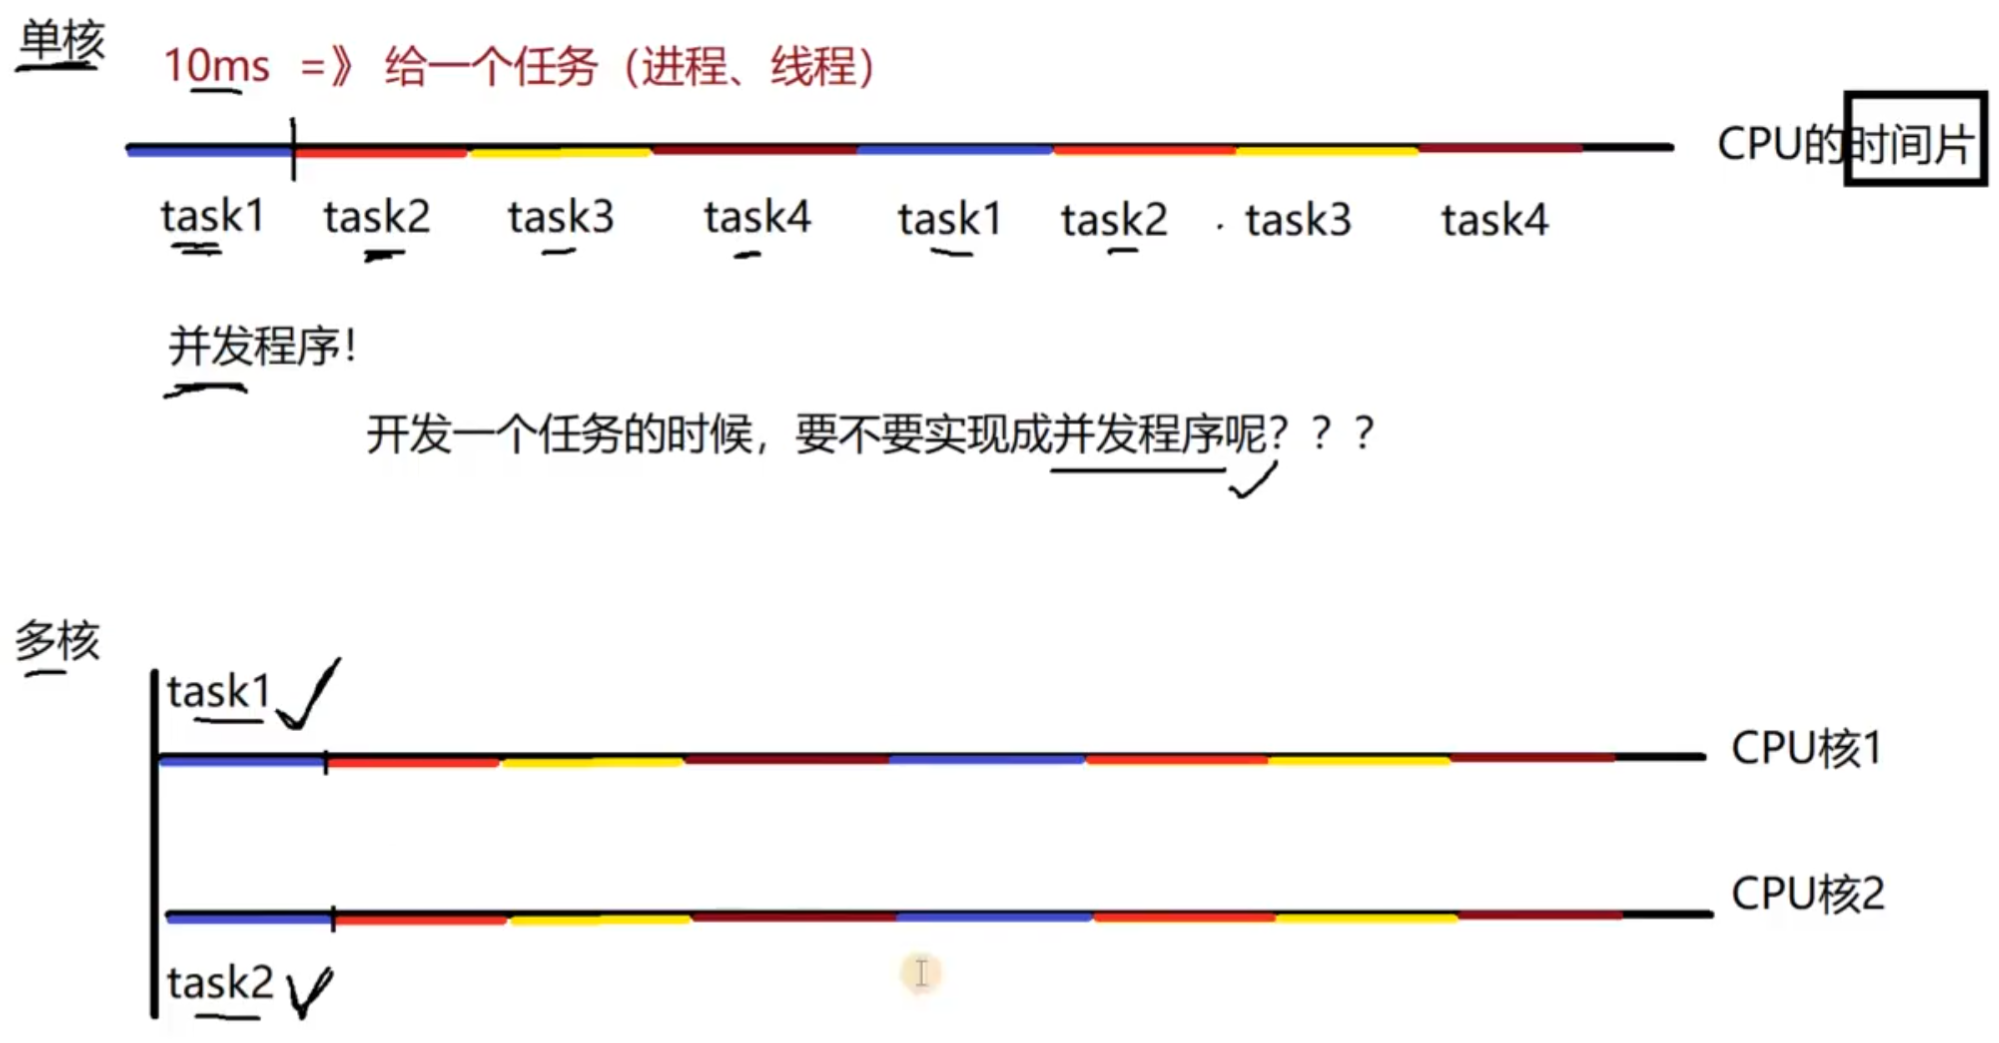 单核
10ms =》 给一个任务（进程、线程）
CPU的时间片
task1 task2 task3 task4 task1 task2 task3 task4
并发程序！
开发一个任务的时候，要不要实现成并发程序呢？？？
多核
task1
CPU核1
CPU核2
task2